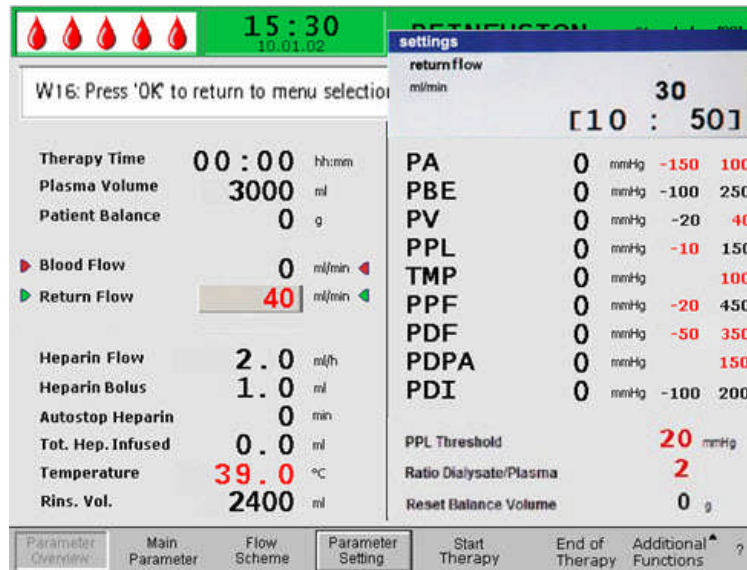 15:30
10.01.02
settings
return flow
ml/min 30
[10 : 50]
W16: Press 'OK' to return to menu selection
Therapy Time 00:00 hh:mm
Plasma Volume 3000 ml
Patient Balance 0 g
Blood Flow 0 ml/min
Return Flow 40 ml/min
Heparin Flow 2.0 ml/h
Heparin Bolus 1.0 ml
Autostop Heparin 0 min
Tot. Hep. Infused 0.0 ml
Temperature 39.0 °C
Rins. Vol. 2400 ml
PA 0 mmHg -150 100
PBE 0 mmHg -100 250
PV 0 mmHg -20 40
PPL 0 mmHg -10 150
TMP 0 mmHg 100
PPF 0 mmHg -20 450
PDF 0 mmHg -50 350
PDPA 0 mmHg 150
PDI 0 mmHg -100 200
PPL Threshold 20 mmHg
Ratio Dialysate/Plasma 2
Reset Balance Volume 0 g
Parameter Overview
Main Parameter
Flow Scheme
Parameter Setting
Start Therapy
End of Therapy
Additional Functions
?